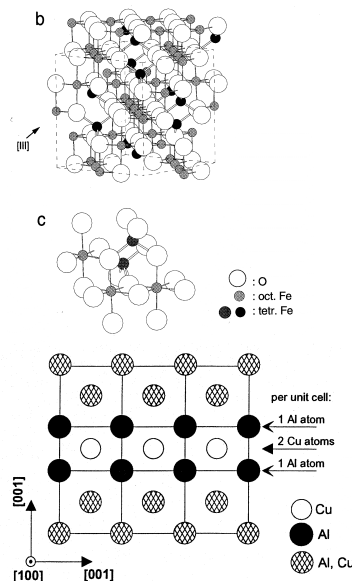 b
[III]
c
: O
: oct. Fe
: tetr. Fe
per unit cell:
1 Al atom
2 Cu atoms
1 Al atom
[001]
[100]
[001]
Cu
Al
Al, Cu